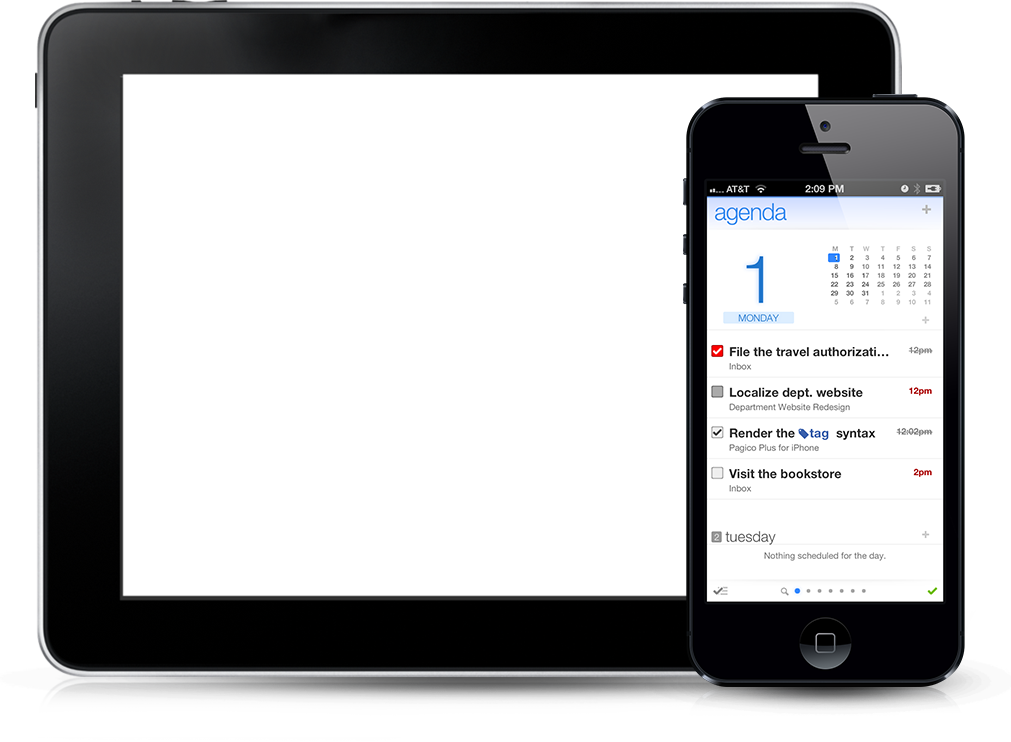 AT&T 2:09 PM
agenda +
1
MONDAY
M T W T F S S
1 2 3 4 5 6 7
8 9 10 11 12 13 14
15 16 17 18 19 20 21
22 23 24 25 26 27 28
29 30 31 1 2 3 4
5 6 7 8 9 10 11
+
File the travel authorizati... 12pm
Inbox
Localize dept. website 12pm
Department Website Redesign
Render the tag syntax 12:02pm
Pagico Plus for iPhone
Visit the bookstore 2pm
Inbox
2 tuesday +
Nothing scheduled for the day.